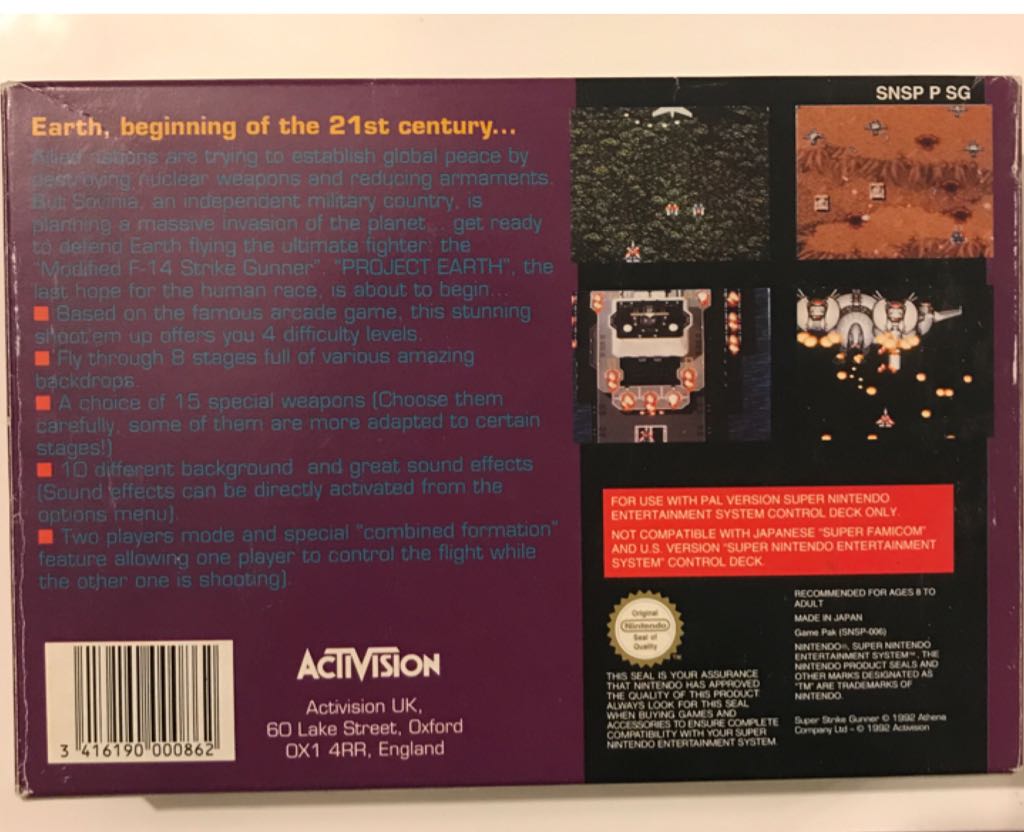 SNSP P SG
Earth, beginning of the 21st century...
Allied nations are trying to establish global peace by
destroying nuclear weapons and reducing armaments.
But Sovinia, an independent military country, is
planning a massive invasion of the planet... get ready
to defend Earth flying the ultimate fighter: the
"Modified F-14 Strike Gunner". "PROJECT EARTH", the
last hope for the human race, is about to begin...
■ Based on the famous arcade game, this stunning
shoot'em up offers you 4 difficulty levels.
■ Fly through 8 stages full of various amazing
backdrops.
■ A choice of 15 special weapons (Choose them
carefully, some of them are more adapted to certain
stages!)
■ 10 different background and great sound effects
(Sound effects can be directly activated from the
options menu).
■ Two players mode and special "combined formation"
feature allowing one player to control the flight while
the other one is shooting).
3 416190 000862
ACTIVISION
Activision UK,
60 Lake Street, Oxford
OX1 4RR, England
FOR USE WITH PAL VERSION SUPER NINTENDO
ENTERTAINMENT SYSTEM CONTROL DECK ONLY.
NOT COMPATIBLE WITH JAPANESE "SUPER FAMICOM"
AND U.S. VERSION "SUPER NINTENDO ENTERTAINMENT
SYSTEM" CONTROL DECK.
Original
Nintendo
Seal of
Quality
TM
THIS SEAL IS YOUR ASSURANCE
THAT NINTENDO HAS APPROVED
THE QUALITY OF THIS PRODUCT.
ALWAYS LOOK FOR THIS SEAL
WHEN BUYING GAMES AND
ACCESSORIES TO ENSURE COMPLETE
COMPATIBILITY WITH YOUR SUPER
NINTENDO ENTERTAINMENT SYSTEM.
RECOMMENDED FOR AGES 8 TO
ADULT
MADE IN JAPAN
Game Pak (SNSP-006)
NINTENDO®, SUPER NINTENDO
ENTERTAINMENT SYSTEM™, THE
NINTENDO PRODUCT SEALS AND
OTHER MARKS DESIGNATED AS
"TM" ARE TRADEMARKS OF
NINTENDO.
Super Strike Gunner © 1992 Athena
Company Ltd - © 1992 Activision